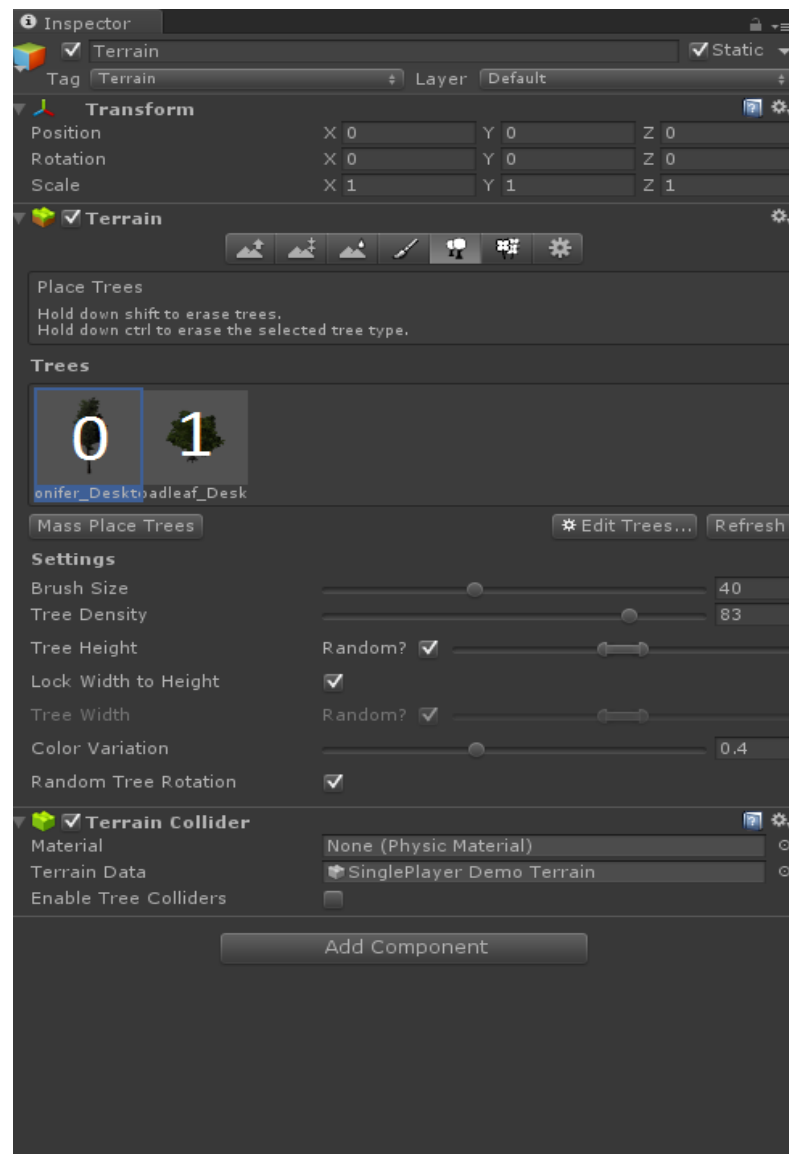 Inspector
Terrain Static
Tag Terrain Layer Default
Transform
Position X 0 Y 0 Z 0
Rotation X 0 Y 0 Z 0
Scale X 1 Y 1 Z 1
Terrain
Place Trees
Hold down shift to erase trees.
Hold down ctrl to erase the selected tree type.
Trees
0 1
onifer_Deskto adleaf_Desk
Mass Place Trees Edit Trees... Refresh
Settings
Brush Size 40
Tree Density 83
Tree Height Random?
Lock Width to Height
Tree Width Random?
Color Variation 0.4
Random Tree Rotation
Terrain Collider
Material None (Physic Material)
Terrain Data SinglePlayer Demo Terrain
Enable Tree Colliders
Add Component